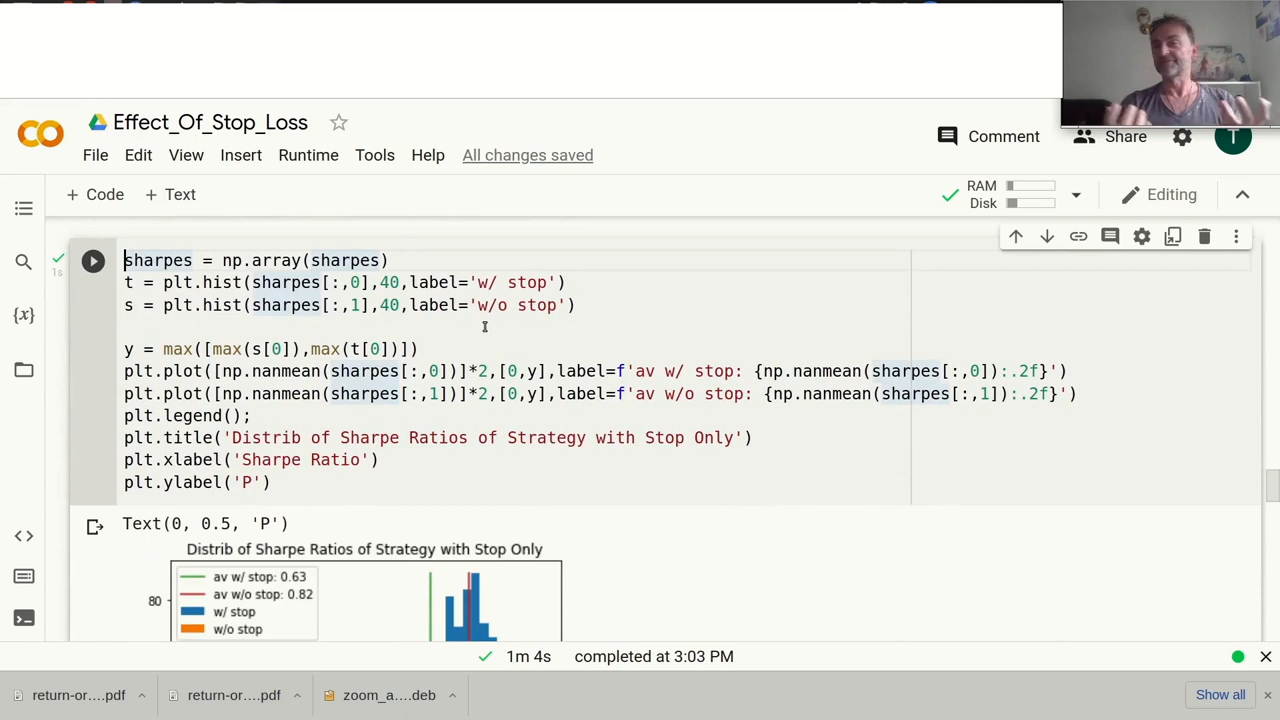 Effect_Of_Stop_Loss
File Edit View Insert Runtime Tools Help All changes saved
Comment Share T
+ Code + Text
RAM
Disk
Editing
1s
sharpes = np.array(sharpes)
t = plt.hist(sharpes[:,0],40,label='w/ stop')
s = plt.hist(sharpes[:,1],40,label='w/o stop')
y = max([max(s[0]),max(t[0])])
plt.plot([np.nanmean(sharpes[:,0])]*2,[0,y],label=f'av w/ stop: {np.nanmean(sharpes[:,0]):.2f}')
plt.plot([np.nanmean(sharpes[:,1])]*2,[0,y],label=f'av w/o stop: {np.nanmean(sharpes[:,1]):.2f}')
plt.legend();
plt.title('Distrib of Sharpe Ratios of Strategy with Stop Only')
plt.xlabel('Sharpe Ratio')
plt.ylabel('P')
Text(0, 0.5, 'P')
Distrib of Sharpe Ratios of Strategy with Stop Only
av w/ stop: 0.63
av w/o stop: 0.82
w/ stop
w/o stop
80
1m 4s completed at 3:03 PM
return-or....pdf return-or....pdf zoom_a....deb Show all